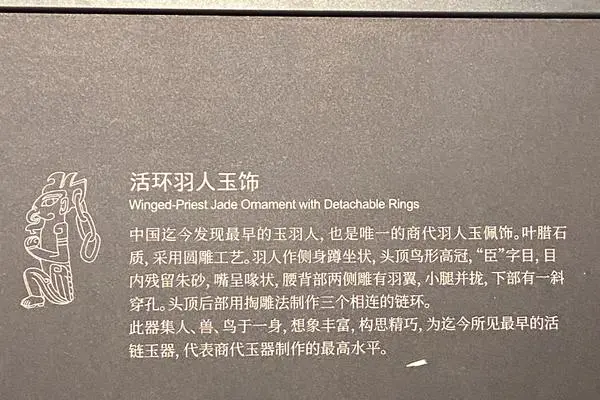 活环羽人玉饰
Winged-Priest Jade Ornament with Detachable Rings
中国迄今发现最早的玉羽人, 也是唯一的商代羽人玉佩饰。叶腊石
质, 采用圆雕工艺。羽人作侧身蹲坐状, 头顶鸟形高冠, “臣”字目, 目
内残留朱砂, 嘴呈喙状, 腰背部两侧雕有羽翼, 小腿并拢, 下部有一斜
穿孔。头顶后部用掏雕法制作三个相连的链环。
此器集人、兽、鸟于一身, 想象丰富, 构思精巧, 为迄今所见最早的活
链玉器, 代表商代玉器制作的最高水平。